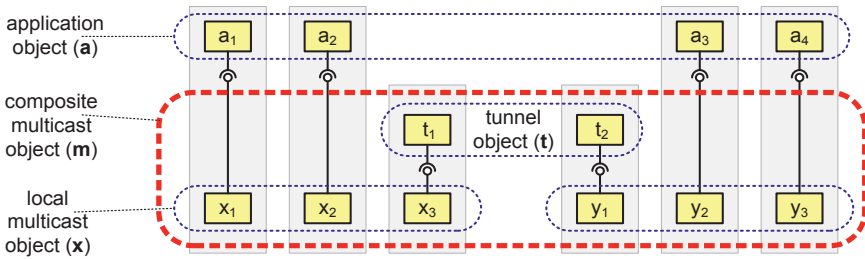 application
object (a)
a1 a2 a3 a4
composite
multicast
object (m)
tunnel
object (t)
t1 t2
local
multicast
object (x)
x1 x2 x3 y1 y2 y3